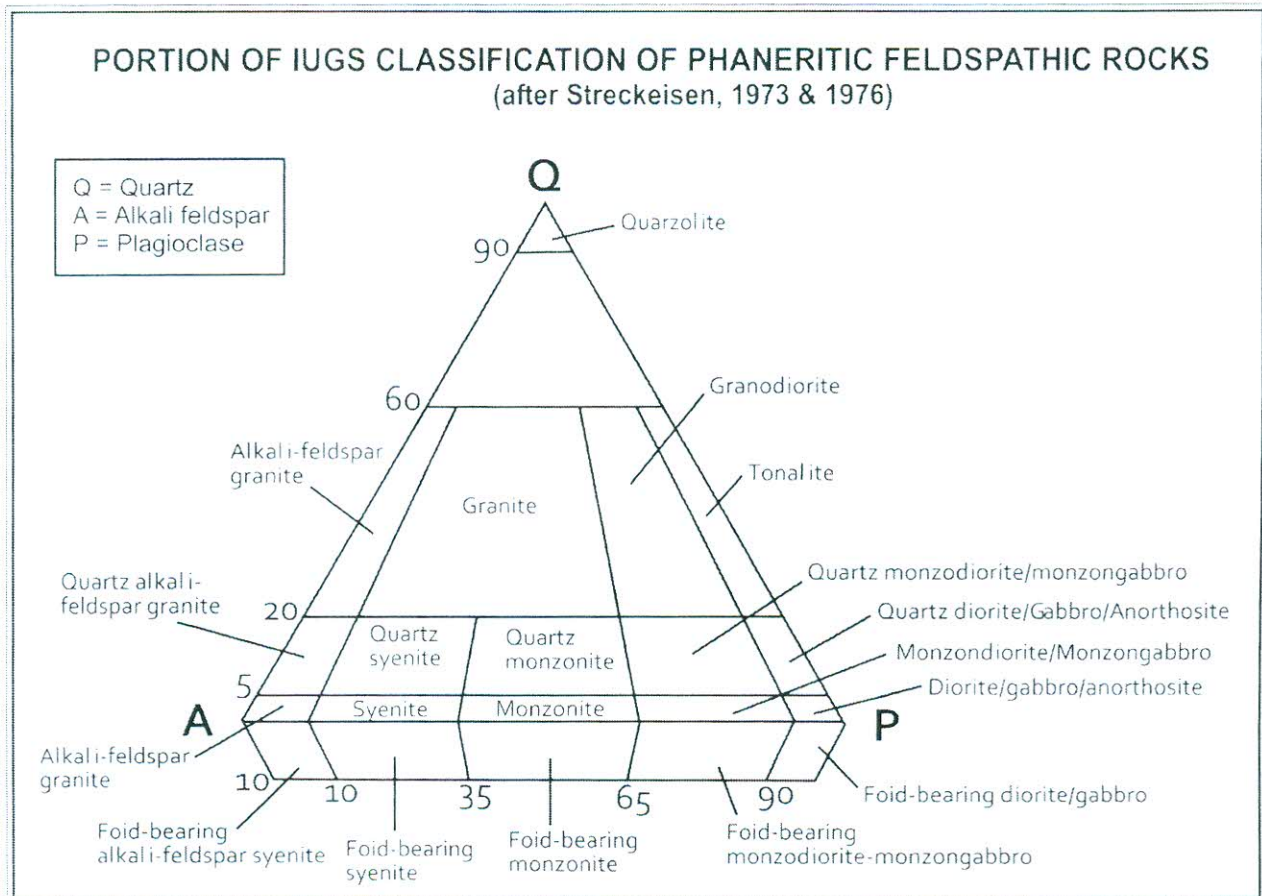 PORTION OF IUGS CLASSIFICATION OF PHANERITIC FELDSPATHIC ROCKS
(after Streckeisen, 1973 & 1976)
Q = Quartz
A = Alkali feldspar
P = Plagioclase
Q
Quarzolite
90
60
Granodiorite
Alkali-feldspar
granite
Tonalite
Granite
Quartz alkali-
feldspar granite
Quartz monzodiorite/monzongabbro
20
Quartz diorite/Gabbro/Anorthosite
Quartz
syenite
Quartz
monzonite
Monzondiorite/Monzongabbro
5
Diorite/gabbro/anorthosite
A
Syenite
Monzonite
P
Alkali-feldspar
granite
10
10
35
65
90
Foid-bearing diorite/gabbro
Foid-bearing
alkali-feldspar syenite
Foid-bearing
syenite
Foid-bearing
monzonite
Foid-bearing
monzodiorite-monzongabbro